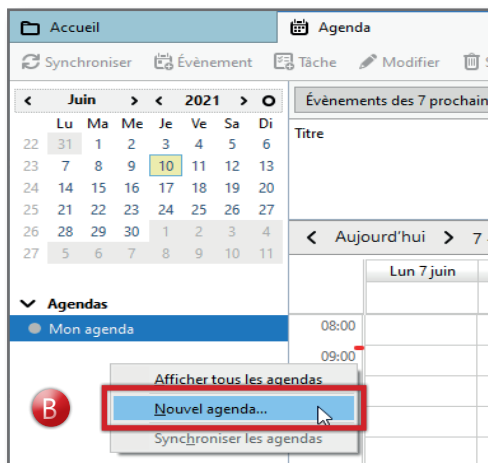 Accueil
Agenda
Synchroniser Évènement Tâche Modifier
Juin 2021
Évènements des 7 prochain
Lu Ma Me Je Ve Sa Di
Titre
22 31 1 2 3 4 5 6
23 7 8 9 10 11 12 13
24 14 15 16 17 18 19 20
25 21 22 23 24 25 26 27
26 28 29 30 1 2 3 4
27 5 6 7 8 9 10 11
Aujourd'hui 7
Lun 7 juin
Agendas
Mon agenda
08:00
09:00
Afficher tous les agendas
B
Nouvel agenda...
Synchroniser les agendas